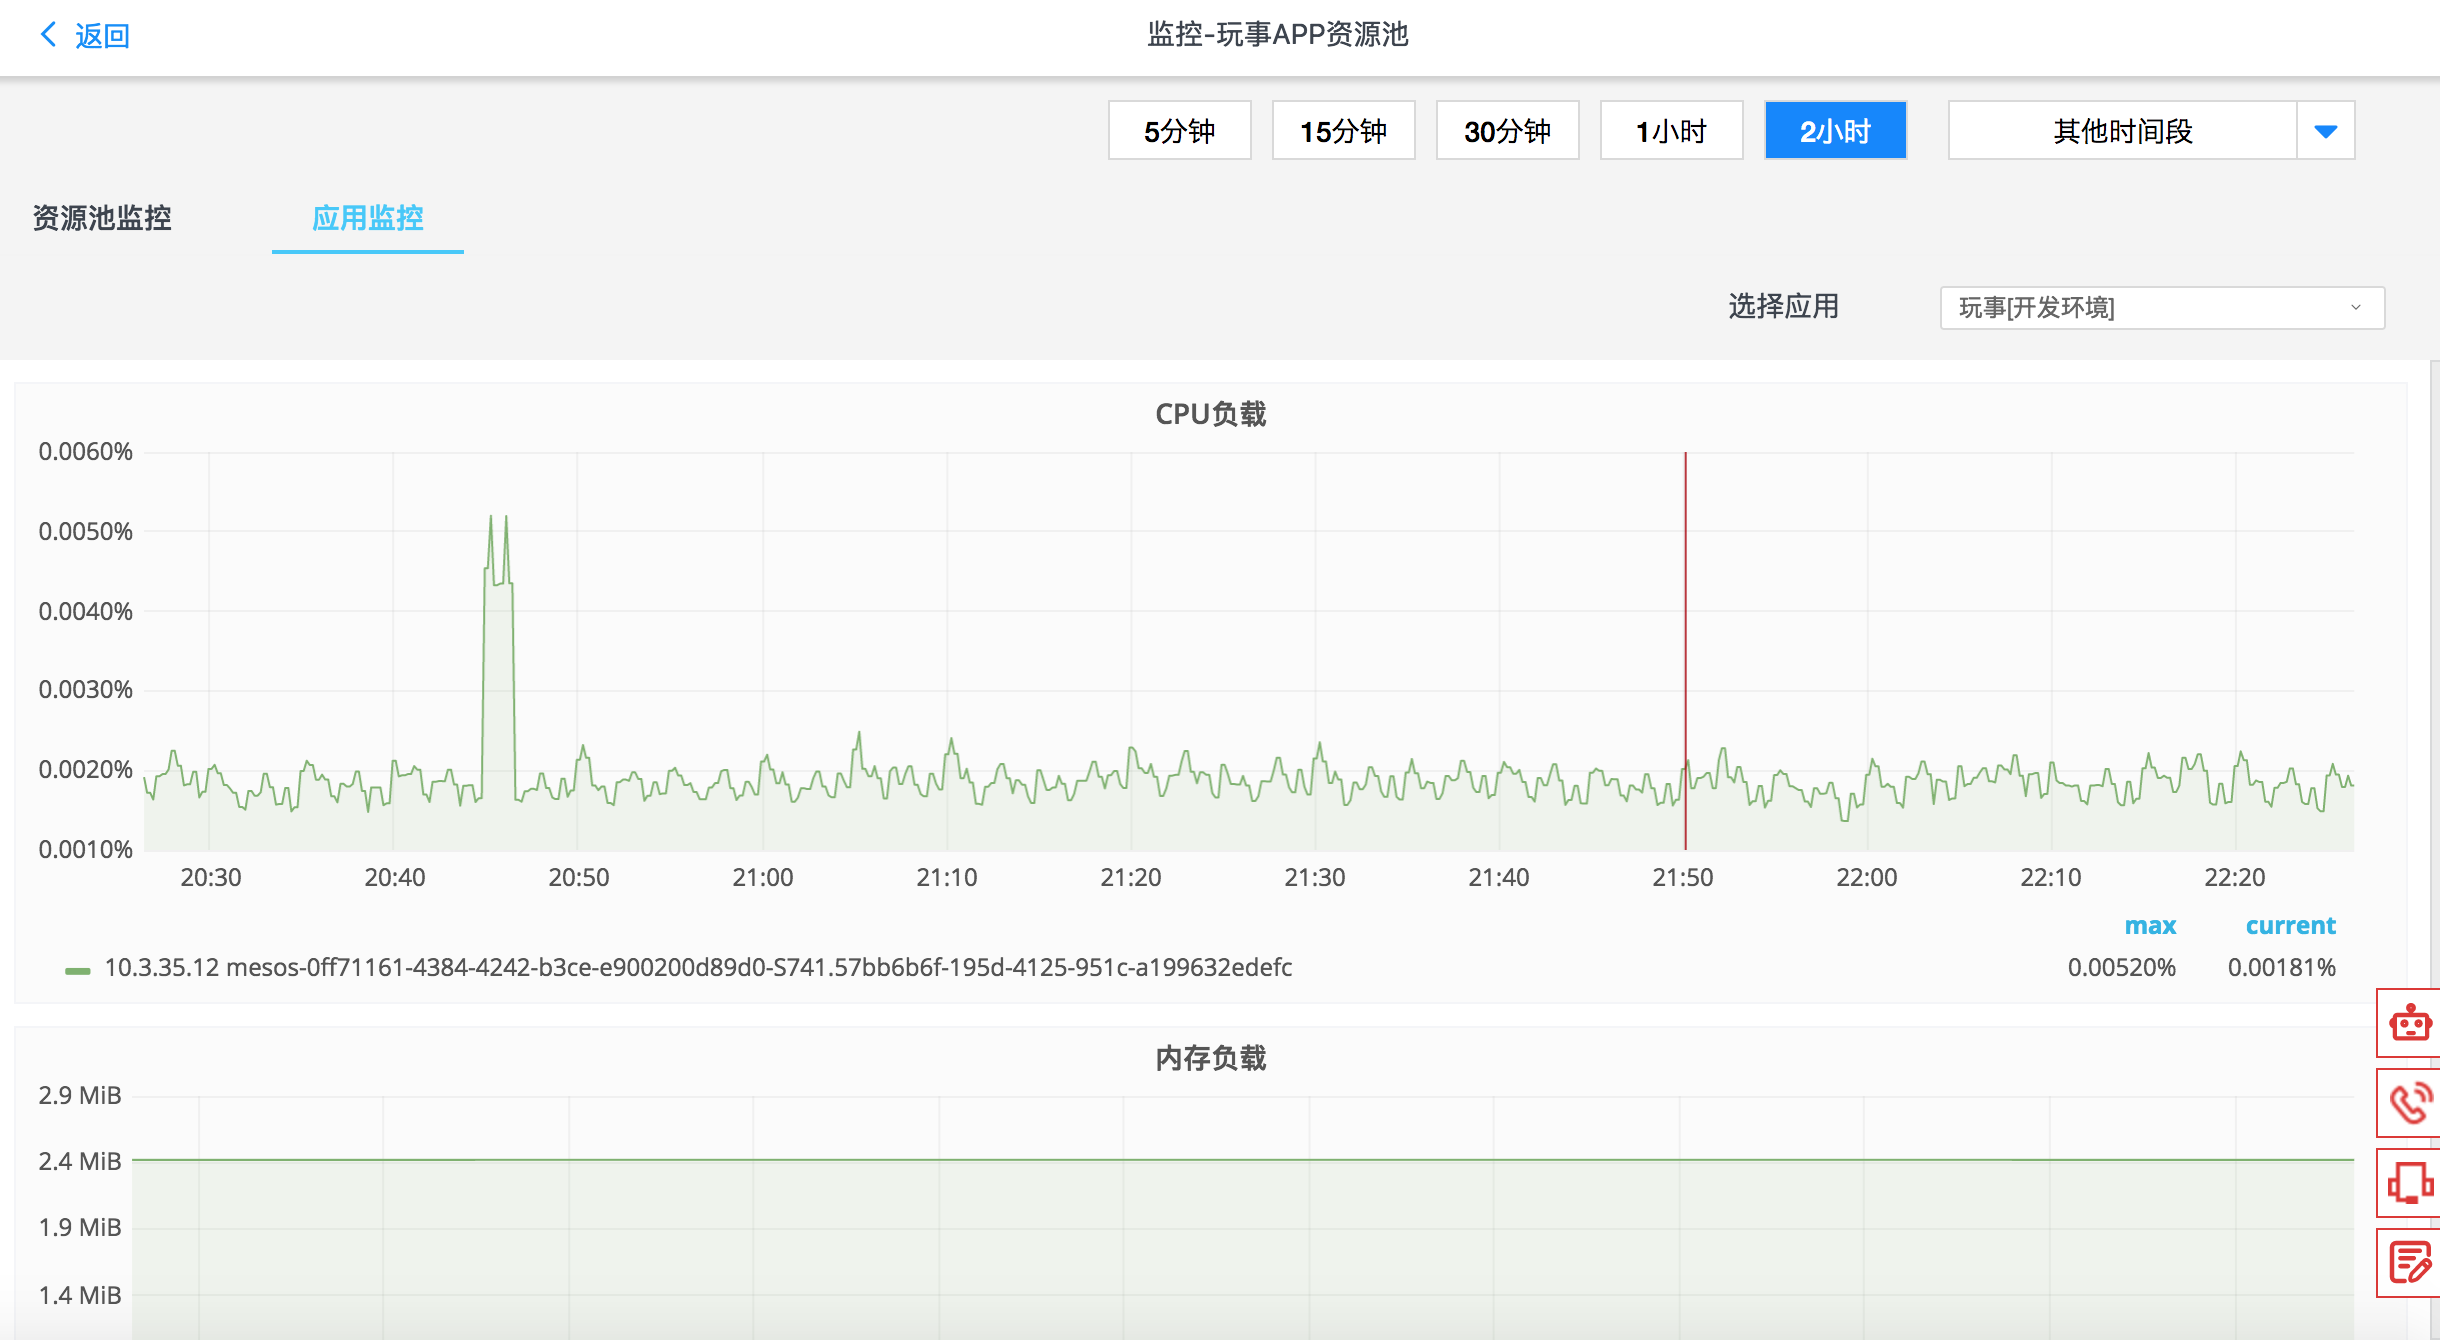 返回
监控-玩事APP资源池
5分钟 15分钟 30分钟 1小时 2小时 其他时间段
资源池监控 应用监控
选择应用 玩事[开发环境]
CPU负载
0.0060%
0.0050%
0.0040%
0.0030%
0.0020%
0.0010%
20:30 20:40 20:50 21:00 21:10 21:20 21:30 21:40 21:50 22:00 22:10 22:20
max current
10.3.35.12 mesos-0ff71161-4384-4242-b3ce-e900200d89d0-S741.57bb6b6f-195d-4125-951c-a199632edefc 0.00520% 0.00181%
内存负载
2.9 MiB
2.4 MiB
1.9 MiB
1.4 MiB